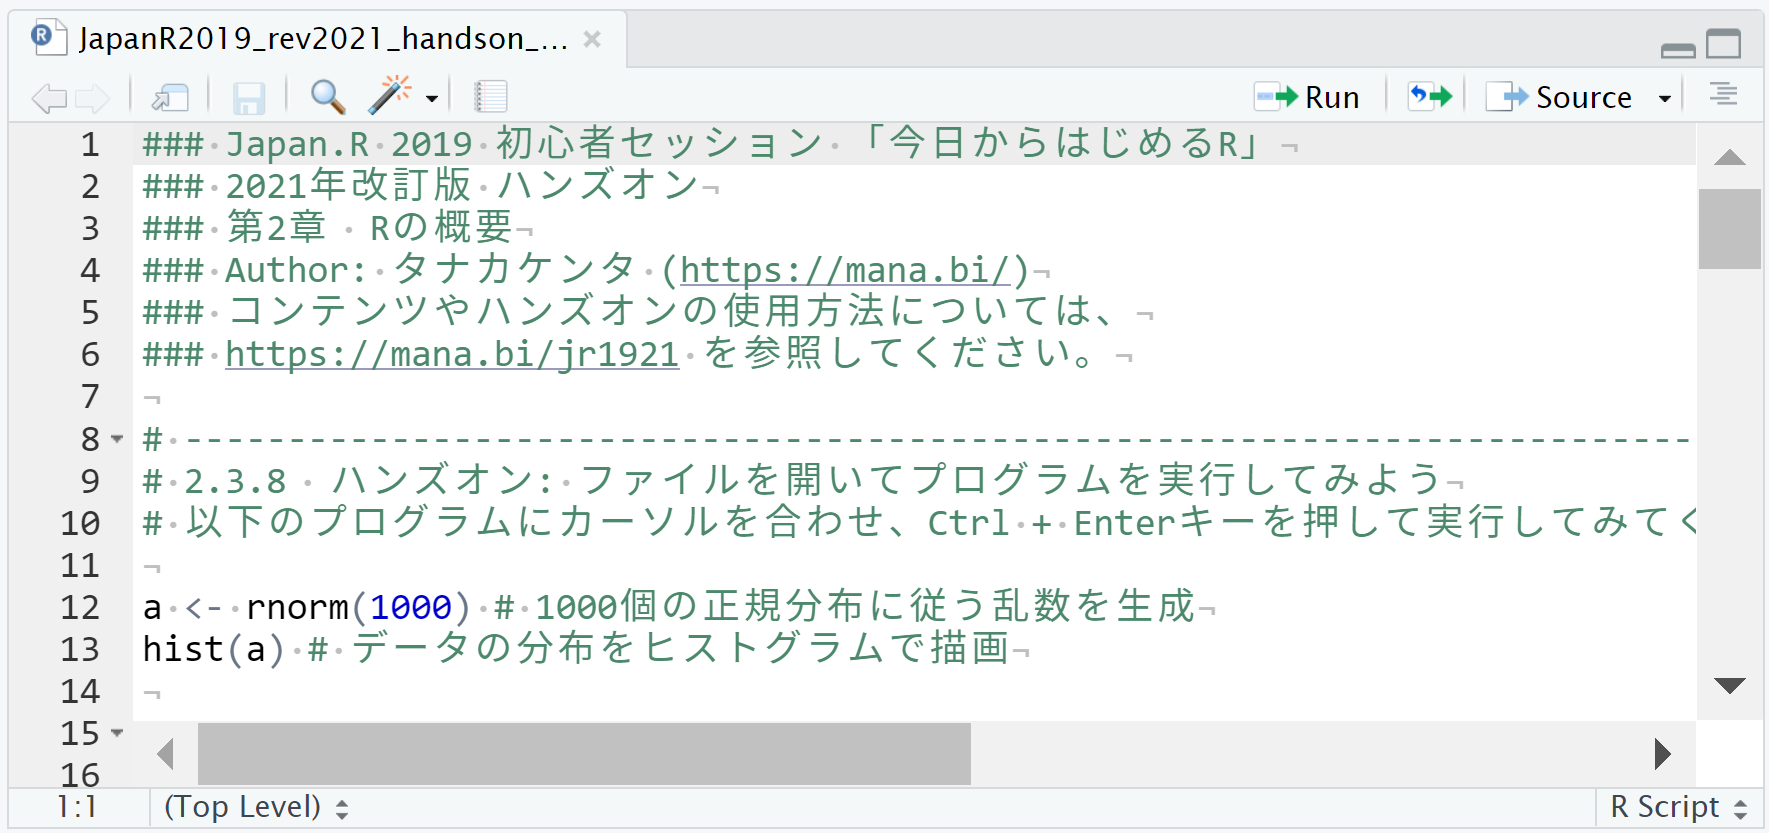 JapanR2019_rev2021_handson_...
Run Source
1 ### Japan.R 2019 初心者セッション 「今日からはじめるR」
2 ### 2021年改訂版 ハンズオン
3 ### 第2章  Rの概要
4 ### Author: タナカケンタ (https://mana.bi/)
5 ### コンテンツやハンズオンの使用方法については、
6 ### https://mana.bi/jr1921 を参照してください。
7
8 # -------------------------------------------------------------------------
9 # 2.3.8  ハンズオン: ファイルを開いてプログラムを実行してみよう
10 # 以下のプログラムにカーソルを合わせ、Ctrl + Enterキーを押して実行してみてく
11
12 a <- rnorm(1000) # 1000個の正規分布に従う乱数を生成
13 hist(a) # データの分布をヒストグラムで描画
14
15
16
1:1 (Top Level) R Script